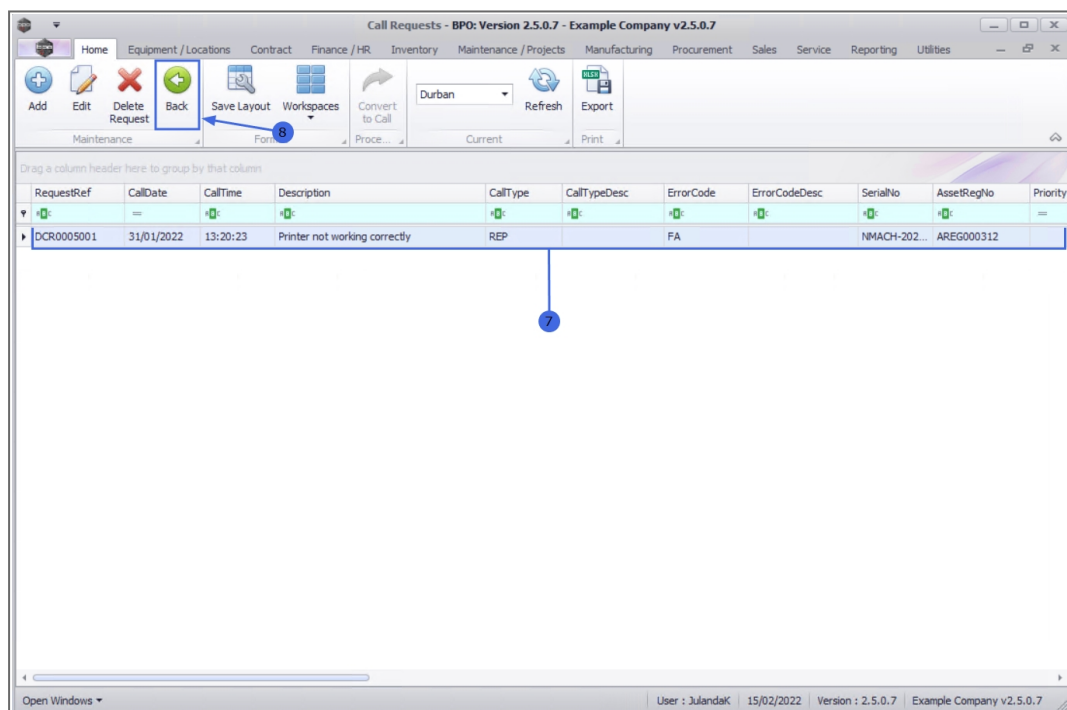 Call Requests - BPO: Version 2.5.0.7 - Example Company v2.5.0.7
Home Equipment / Locations Contract Finance / HR Inventory Maintenance / Projects Manufacturing Procurement Sales Service Reporting Utilities
Add Edit Delete Request Back Save Layout Workspaces Convert to Call Durban Refresh XLSX Export
8
Maintenance For Proce... Current Print
Drag a column header here to group by that column
RequestRef CallDate CallTime Description CallType CallTypeDesc ErrorCode ErrorCodeDesc SerialNo AssetRegNo Priority
DCR0005001 31/01/2022 13:20:23 Printer not working correctly REP FA NMACH-202... AREG000312
7
Open Windows User : JulandaK 15/02/2022 Version : 2.5.0.7 Example Company v2.5.0.7